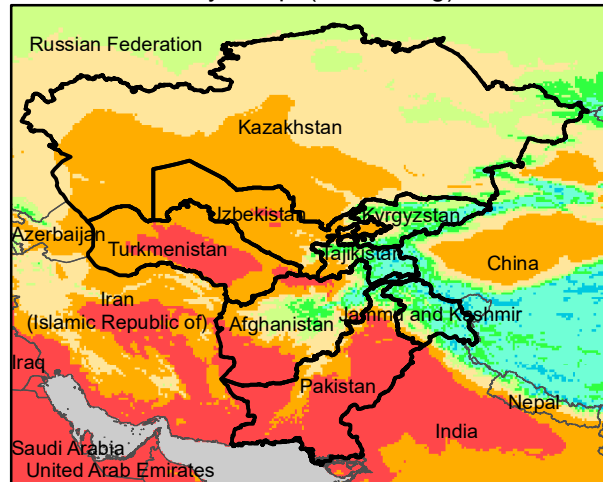 Russian Federation
Kazakhstan
Uzbekistan
Kyrgyzstan
Azerbaijan
Turkmenistan
Tajikistan
China
Iran
(Islamic Republic of)
Afghanistan
Jammu and Kashmir
Iraq
Pakistan
Nepal
India
Saudi Arabia
United Arab Emirates